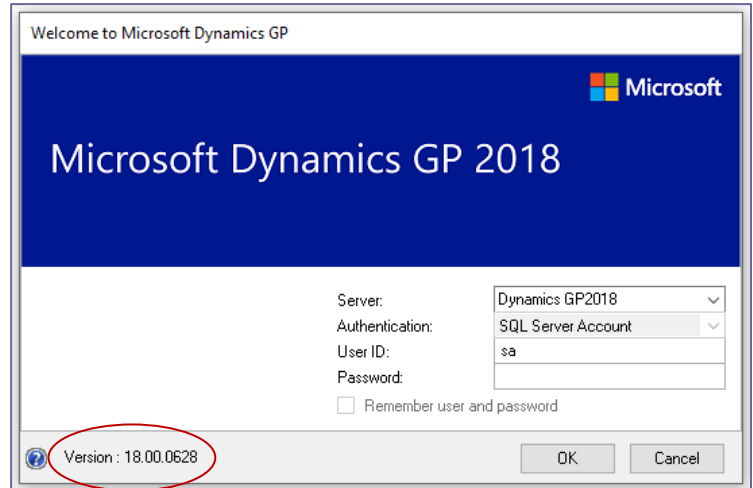 Welcome to Microsoft Dynamics GP
Microsoft
Microsoft Dynamics GP 2018
Server: Dynamics GP2018
Authentication: SQL Server Account
User ID: sa
Password:
Remember user and password
? Version : 18.00.0628 OK Cancel